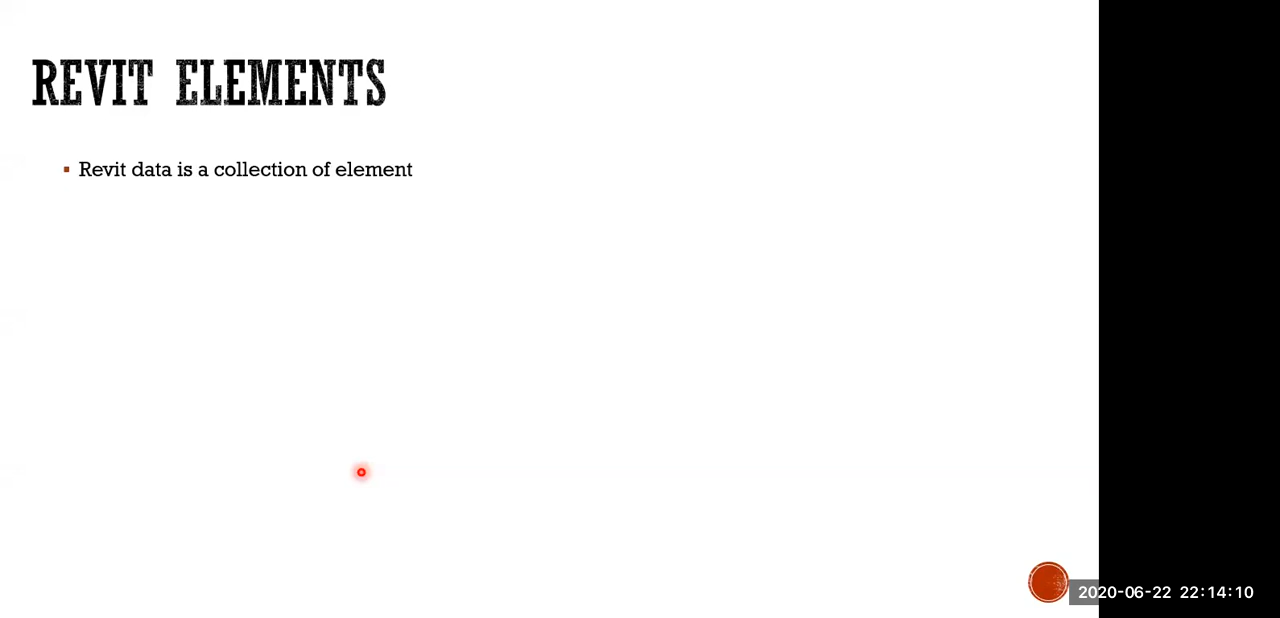 REVIT ELEMENTS
Revit data is a collection of element
2020-06-22 22:14:10